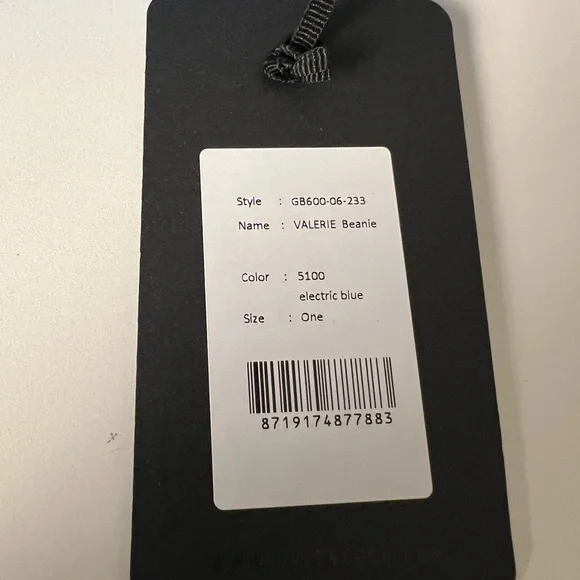 Style : GB600-06-233
Name : VALERIE Beanie
Color : 5100
electric blue
Size : One
8719174877883